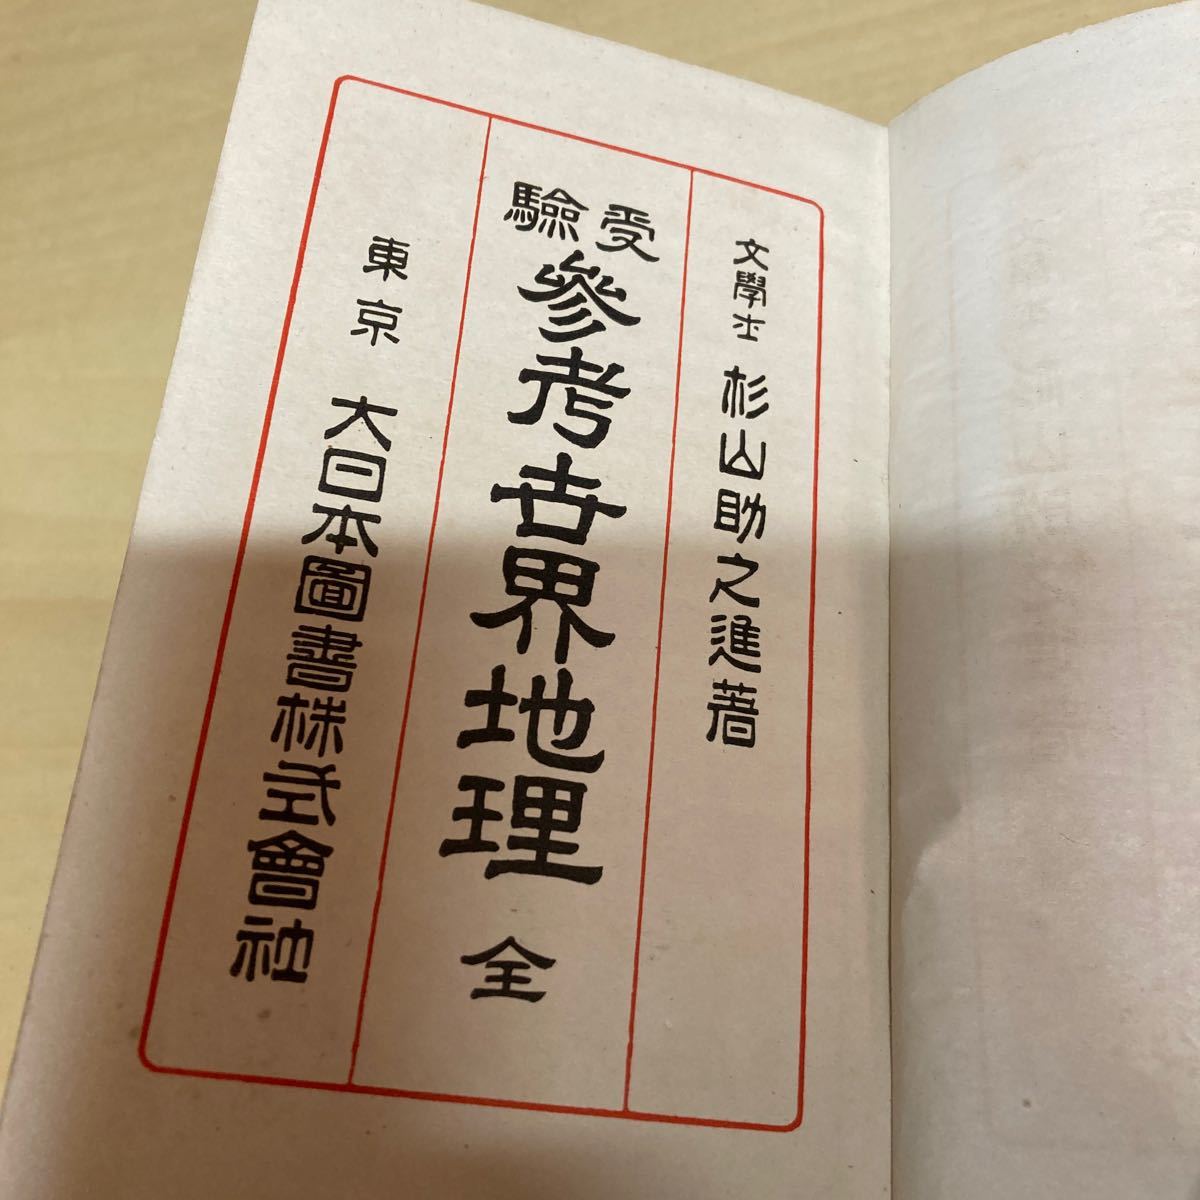 文學士 杉山助之進著
受驗
參考世界地理 全
東京 大日本圖書株式會社